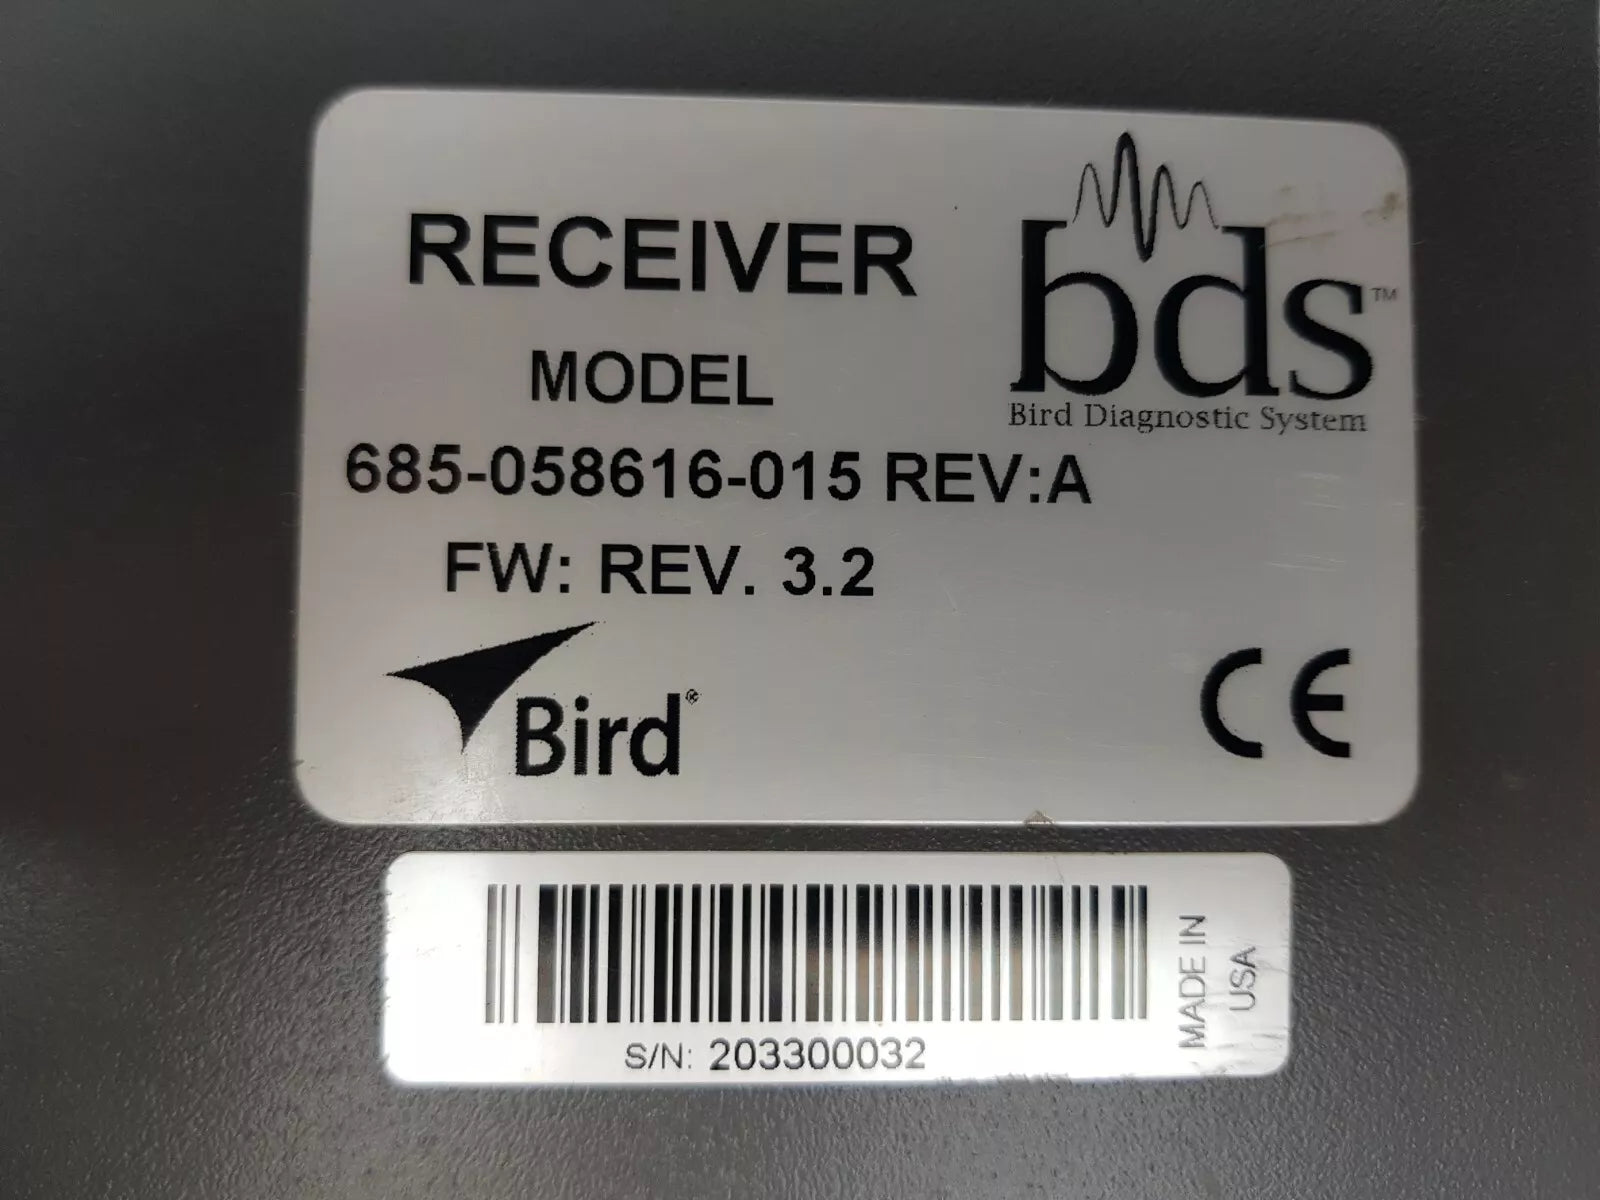 RECEIVER
MODEL
685-058616-015 REV:A
FW: REV. 3.2
bds™
Bird Diagnostic System
Bird®
CE
S/N: 203300032
MADE IN
USA